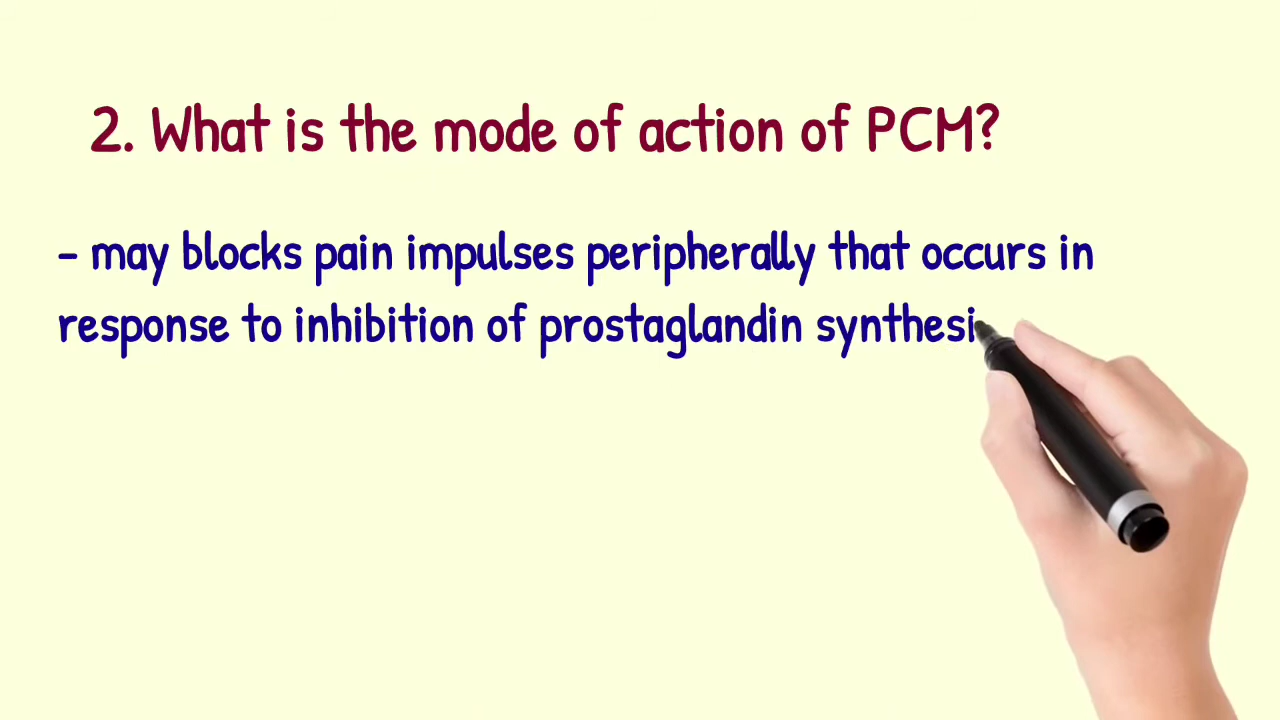 2. What is the mode of action of PCM?
- may blocks pain impulses peripherally that occurs in
response to inhibition of prostaglandin synthesi